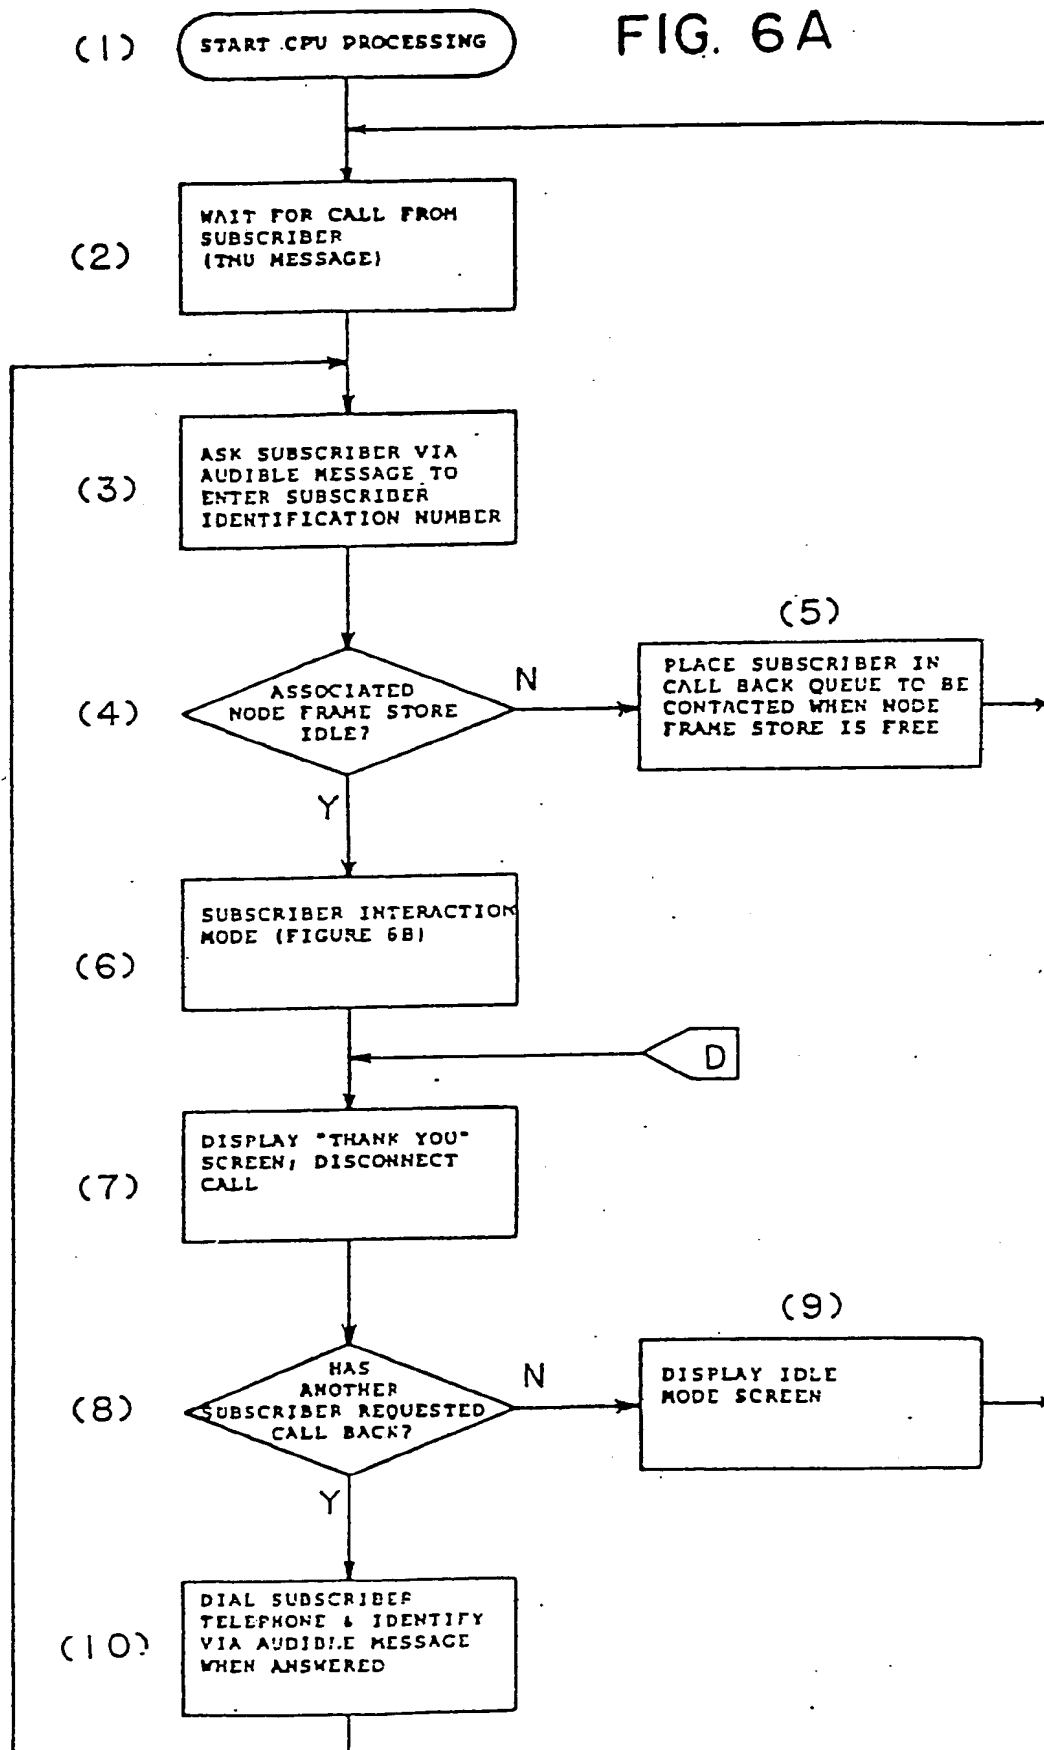 FIG. 6A
(1)
START CPU PROCESSING
(2)
WAIT FOR CALL FROM
SUBSCRIBER
(TMU MESSAGE)
(3)
ASK SUBSCRIBER VIA
AUDIBLE MESSAGE TO
ENTER SUBSCRIBER
IDENTIFICATION NUMBER
(4)
ASSOCIATED
NODE FRAME STORE
IDLE?
N
Y
(5)
PLACE SUBSCRIBER IN
CALL BACK QUEUE TO BE
CONTACTED WHEN NODE
FRAME STORE IS FREE
(6)
SUBSCRIBER INTERACTION
MODE (FIGURE 6B)
D
(7)
DISPLAY "THANK YOU"
SCREEN; DISCONNECT
CALL
(8)
HAS
ANOTHER
SUBSCRIBER REQUESTED
CALL BACK?
N
Y
(9)
DISPLAY IDLE
MODE SCREEN
(10)
DIAL SUBSCRIBER
TELEPHONE & IDENTIFY
VIA AUDIBLE MESSAGE
WHEN ANSWERED